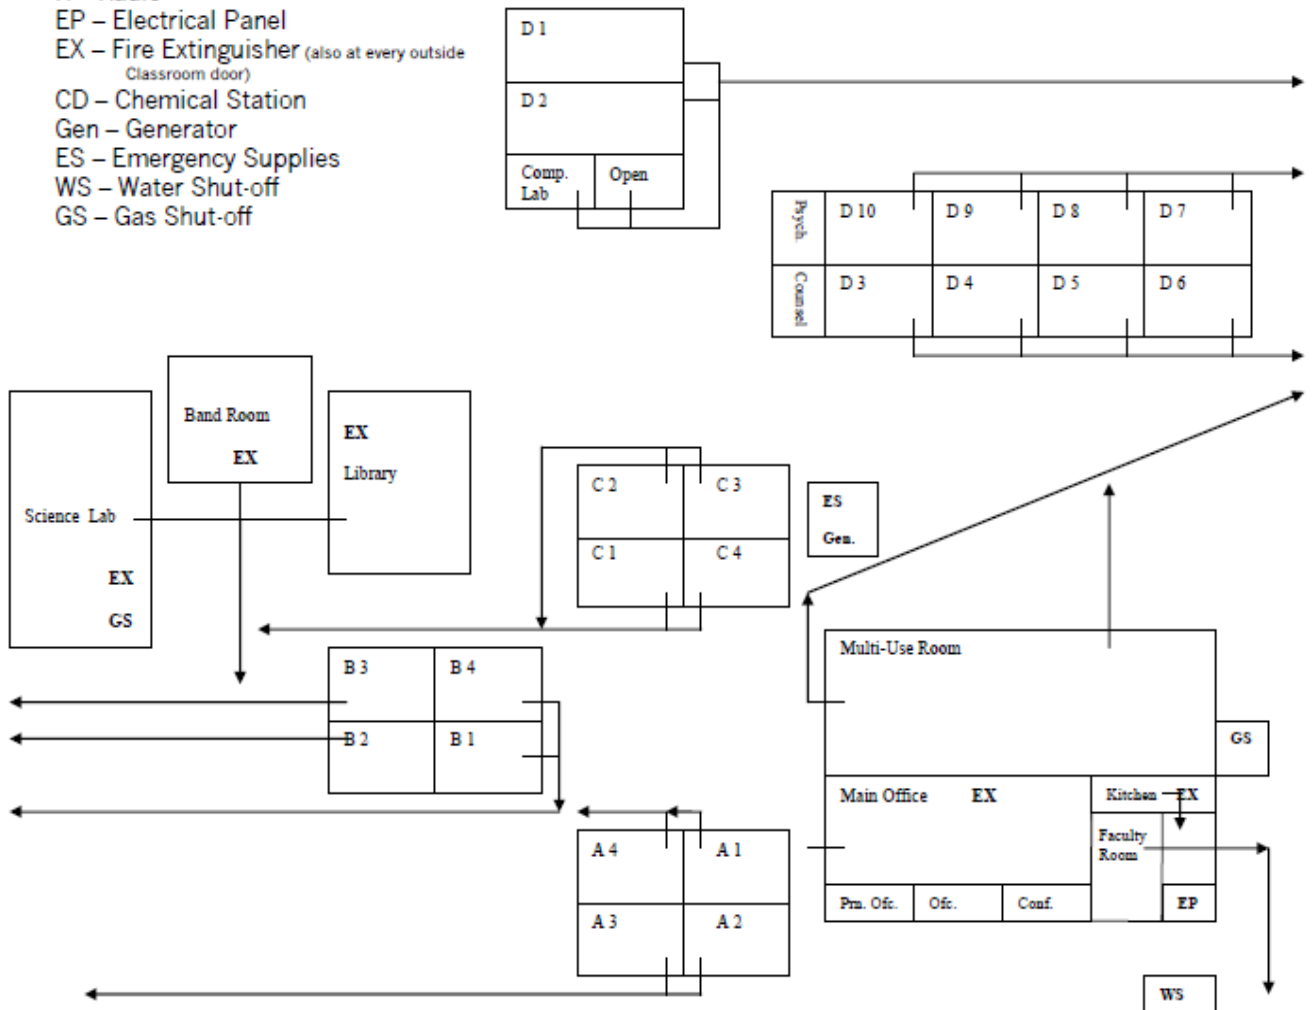 EP – Electrical Panel
EX – Fire Extinguisher (also at every outside
Classroom door)
CD – Chemical Station
Gen – Generator
ES – Emergency Supplies
WS – Water Shut-off
GS – Gas Shut-off
D 1
D 2
Comp. Lab
Open
Psych.
D 10
D 9
D 8
D 7
Counsel
D 3
D 4
D 5
D 6
Band Room
EX
EX
Library
Science Lab
EX
GS
C 2
C 3
C 1
C 4
ES
Gen.
B 3
B 4
B 2
B 1
Multi-Use Room
GS
Main Office EX
Kitchen EX
Faculty
Room
Prn. Ofc.
Ofc.
Conf.
EP
A 4
A 1
A 3
A 2
WS